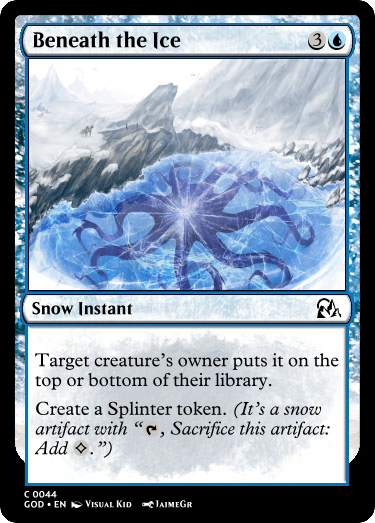 Beneath the Ice 3
Snow Instant
Target creature's owner puts it on the
top or bottom of their library.
Create a Splinter token. (It's a snow
artifact with “, Sacrifice this artifact:
Add .”)
C 0044
GOD • EN Visual Kid JaimeGr